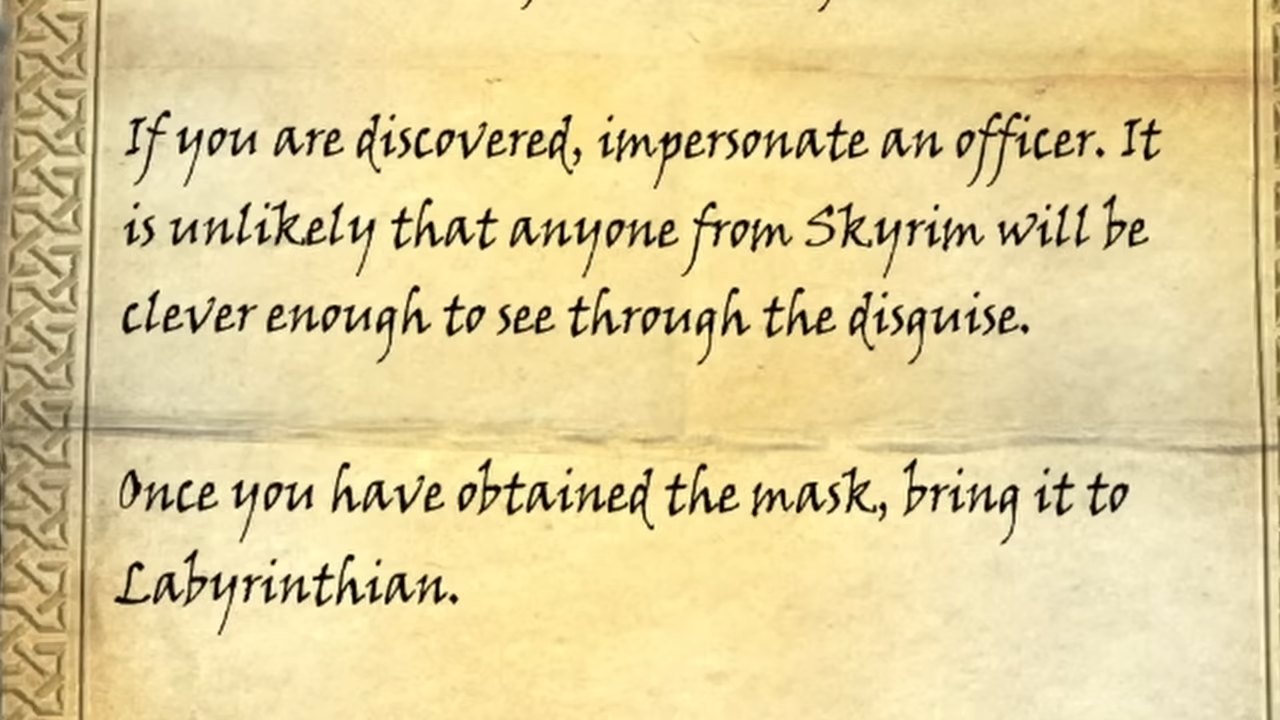 If you are discovered, impersonate an officer. It
is unlikely that anyone from Skyrim will be
clever enough to see through the disguise.
Once you have obtained the mask, bring it to
Labyrinthian.